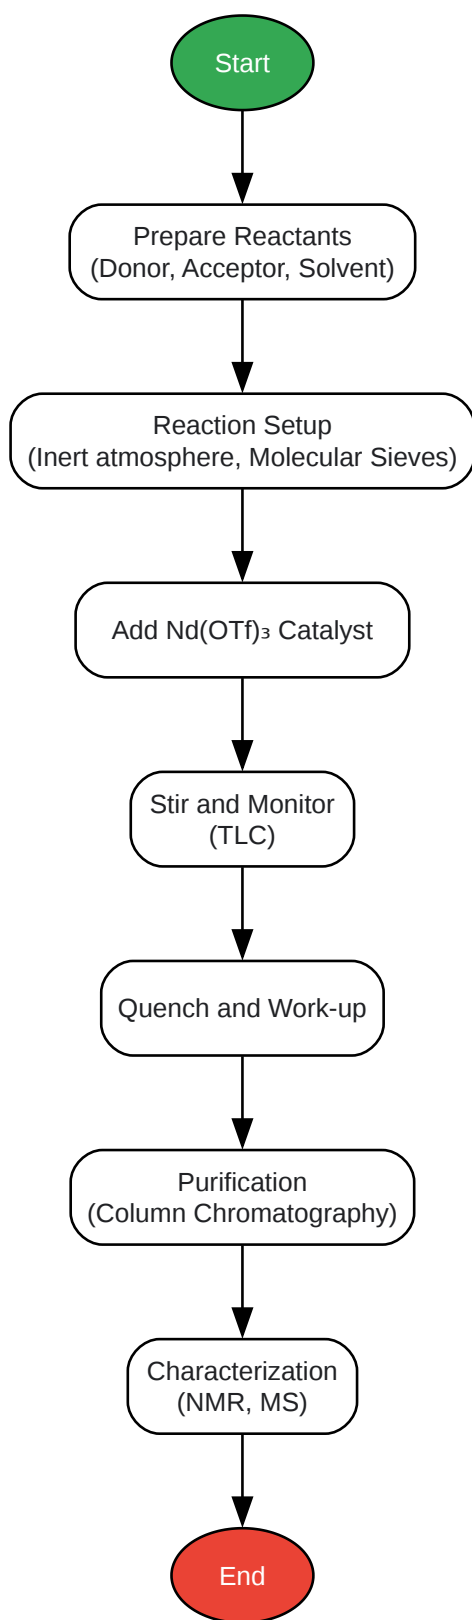 Start
Prepare Reactants
(Donor, Acceptor, Solvent)
Reaction Setup
(Inert atmosphere, Molecular Sieves)
Add Nd(OTf)₃ Catalyst
Stir and Monitor
(TLC)
Quench and Work-up
Purification
(Column Chromatography)
Characterization
(NMR, MS)
End